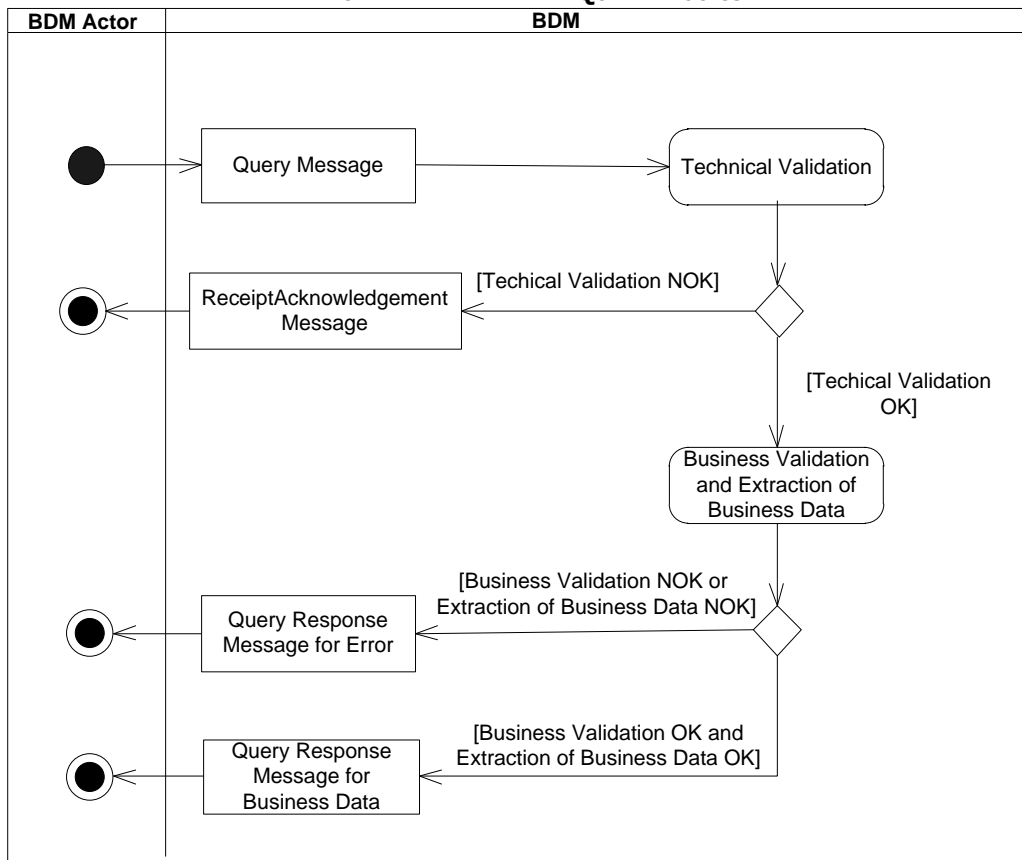 BDM Actor
BDM
Query Message
Technical Validation
[Techical Validation NOK]
ReceiptAcknowledgement
Message
[Techical Validation
OK]
Business Validation
and Extraction of
Business Data
[Business Validation NOK or
Extraction of Business Data NOK]
Query Response
Message for Error
[Business Validation OK and
Extraction of Business Data OK]
Query Response
Message for
Business Data